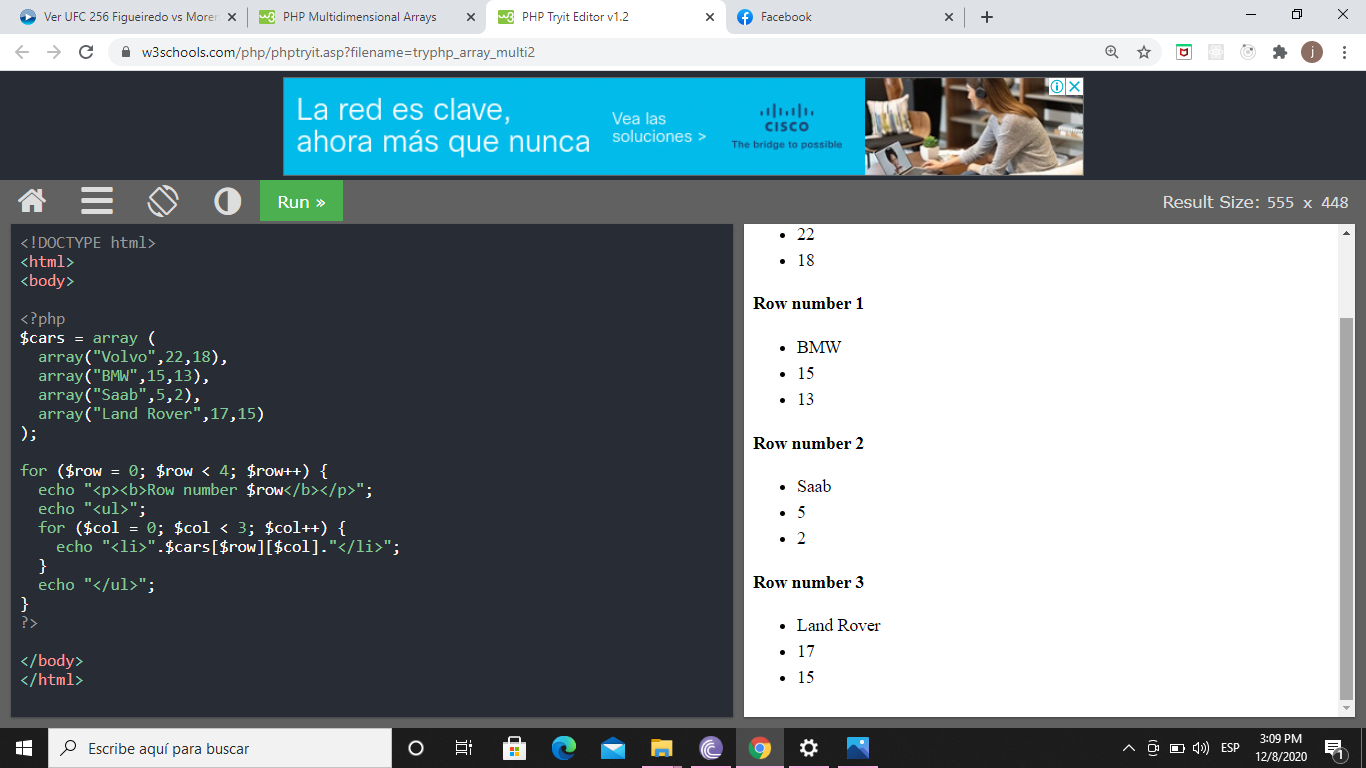 Ver UFC 256 Figueiredo vs Moren
PHP Multidimensional Arrays
PHP Tryit Editor v1.2
Facebook
w3schools.com/php/phptryit.asp?filename=tryphp_array_multi2
j
La red es clave,
ahora más que nunca
Vea las
soluciones >
CISCO
The bridge to possible
Run »
Result Size: 555 x 448
<!DOCTYPE html>
<html>
<body>
<?php
$cars = array (
  array("Volvo",22,18),
  array("BMW",15,13),
  array("Saab",5,2),
  array("Land Rover",17,15)
);
for ($row = 0; $row < 4; $row++) {
  echo "<p><b>Row number $row</b></p>";
  echo "<ul>";
  for ($col = 0; $col < 3; $col++) {
    echo "<li>".$cars[$row][$col]."</li>";
  }
  echo "</ul>";
}
?>
</body>
</html>
22
18
Row number 1
BMW
15
13
Row number 2
Saab
5
2
Row number 3
Land Rover
17
15
Escribe aquí para buscar
ESP
3:09 PM
12/8/2020
1